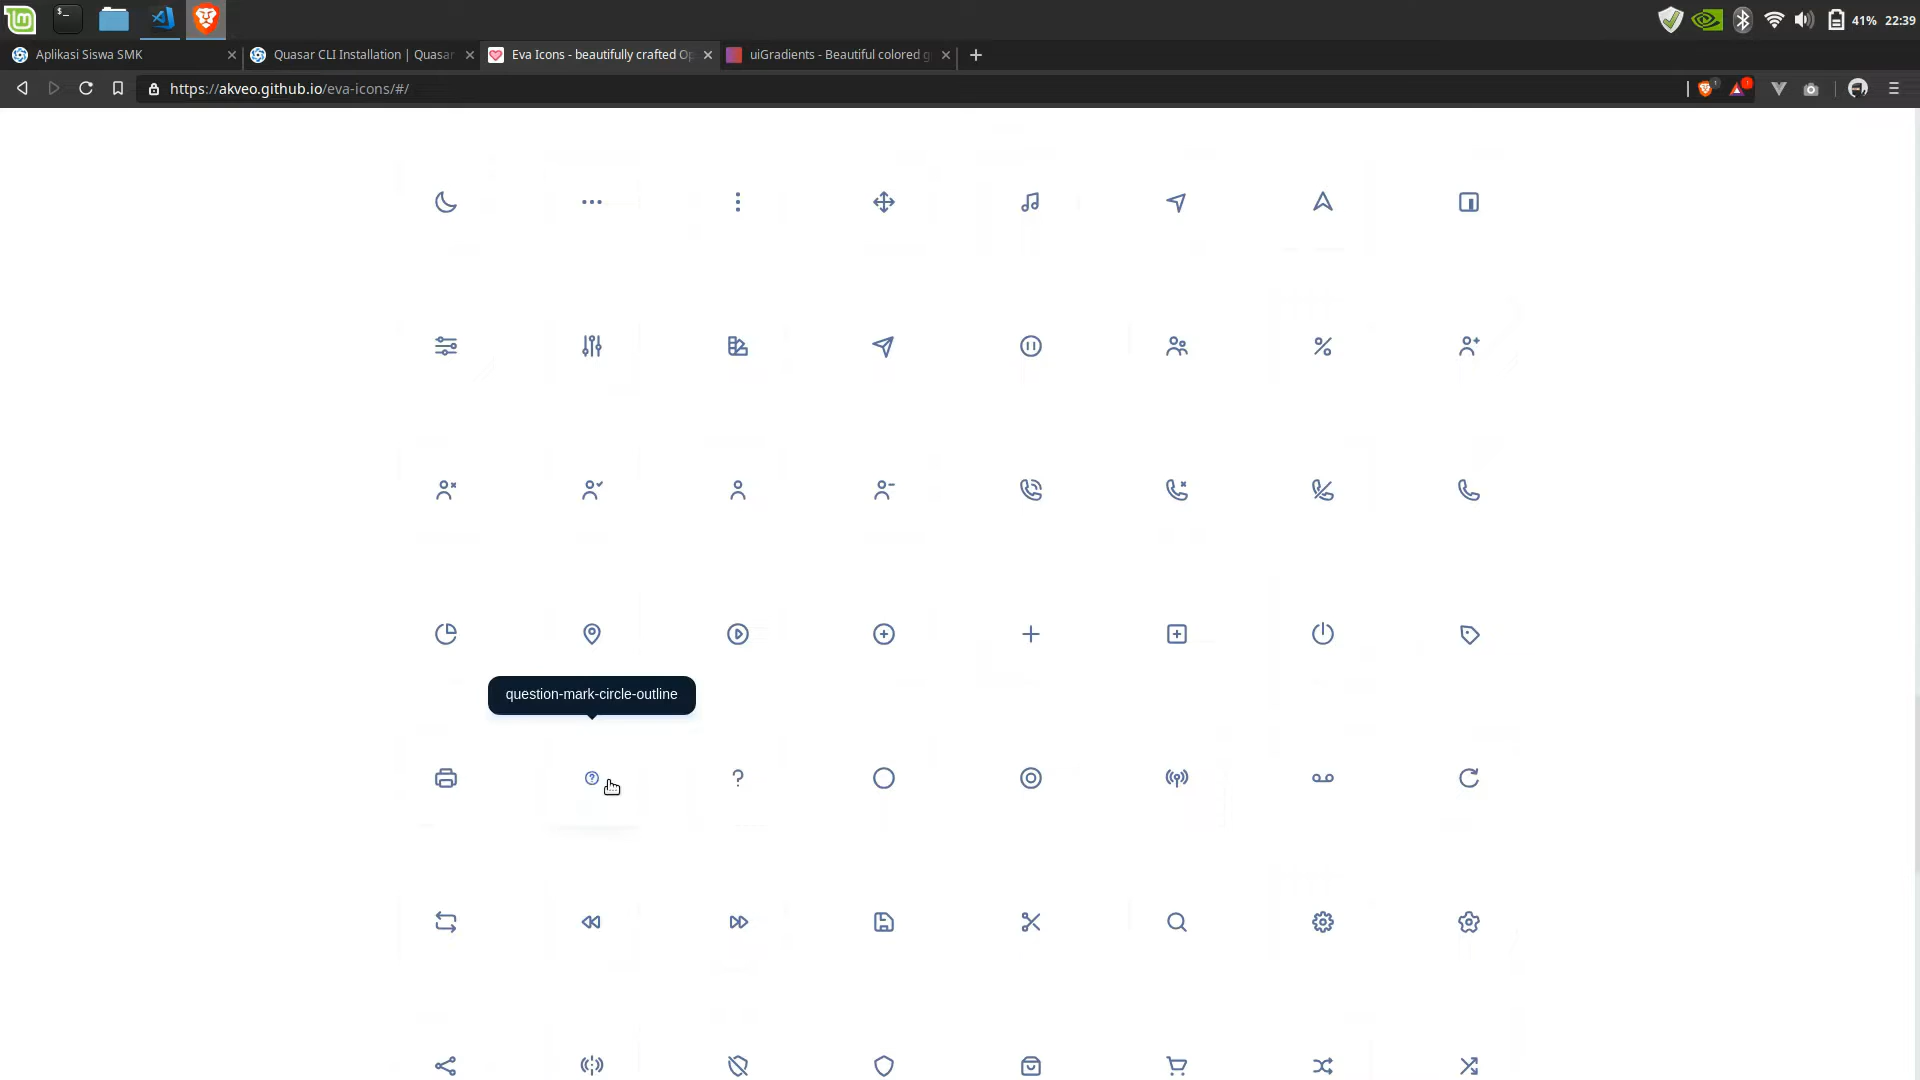 41% 22:39
Aplikasi Siswa SMK
Quasar CLI Installation | Quasar
Eva Icons - beautifully crafted Op
uiGradients - Beautiful colored g
https://akveo.github.io/eva-icons/#/
question-mark-circle-outline